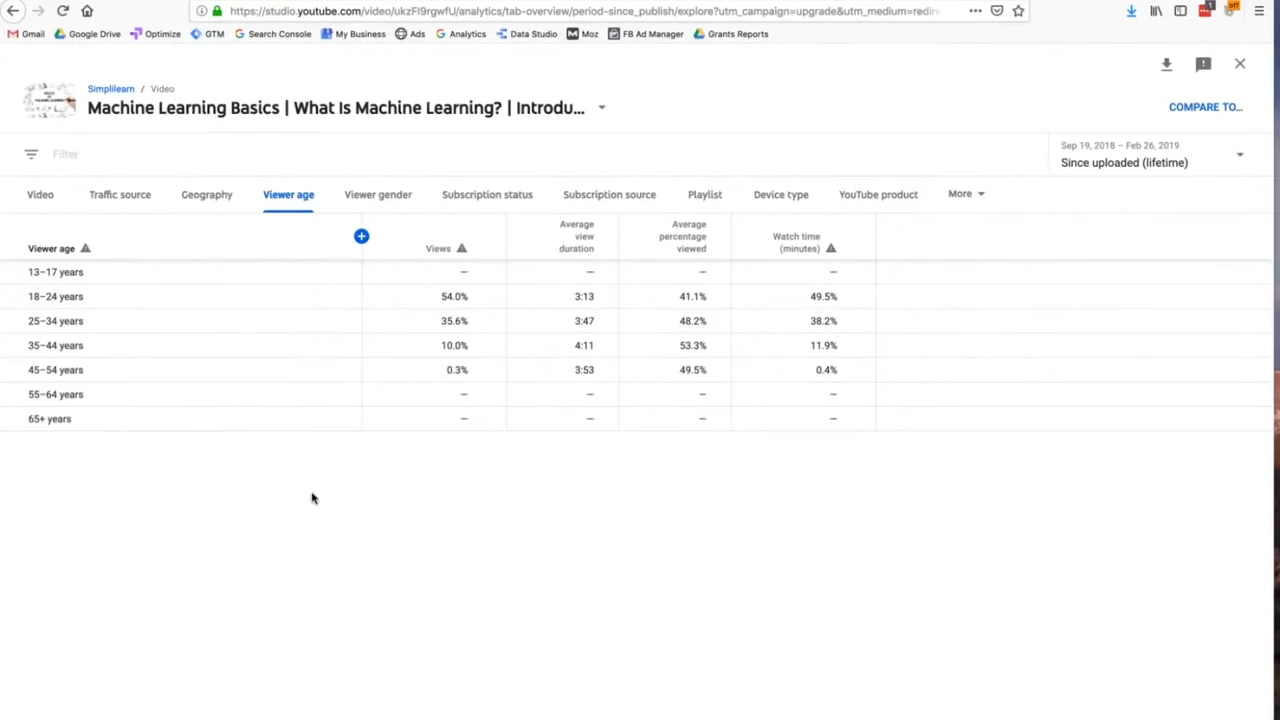 https://studio.youtube.com/video/ukzFI9rgwfU/analytics/tab-overview/period-since_publish/explore?utm_campaign=upgrade&utm_medium=redire
1
off
Gmail Google Drive Optimize GTM Search Console My Business Ads Analytics Data Studio Moz FB Ad Manager Grants Reports
Simplilearn / Video
Machine Learning Basics | What Is Machine Learning? | Introdu...
COMPARE TO...
Filter
Sep 19, 2018 – Feb 26, 2019
Since uploaded (lifetime)
Video Traffic source Geography Viewer age Viewer gender Subscription status Subscription source Playlist Device type YouTube product More
Viewer age Views Average view duration Average percentage viewed Watch time (minutes)
13–17 years – – – –
18–24 years 54.0% 3:13 41.1% 49.5%
25–34 years 35.6% 3:47 48.2% 38.2%
35–44 years 10.0% 4:11 53.3% 11.9%
45–54 years 0.3% 3:53 49.5% 0.4%
55–64 years – – – –
65+ years – – – –